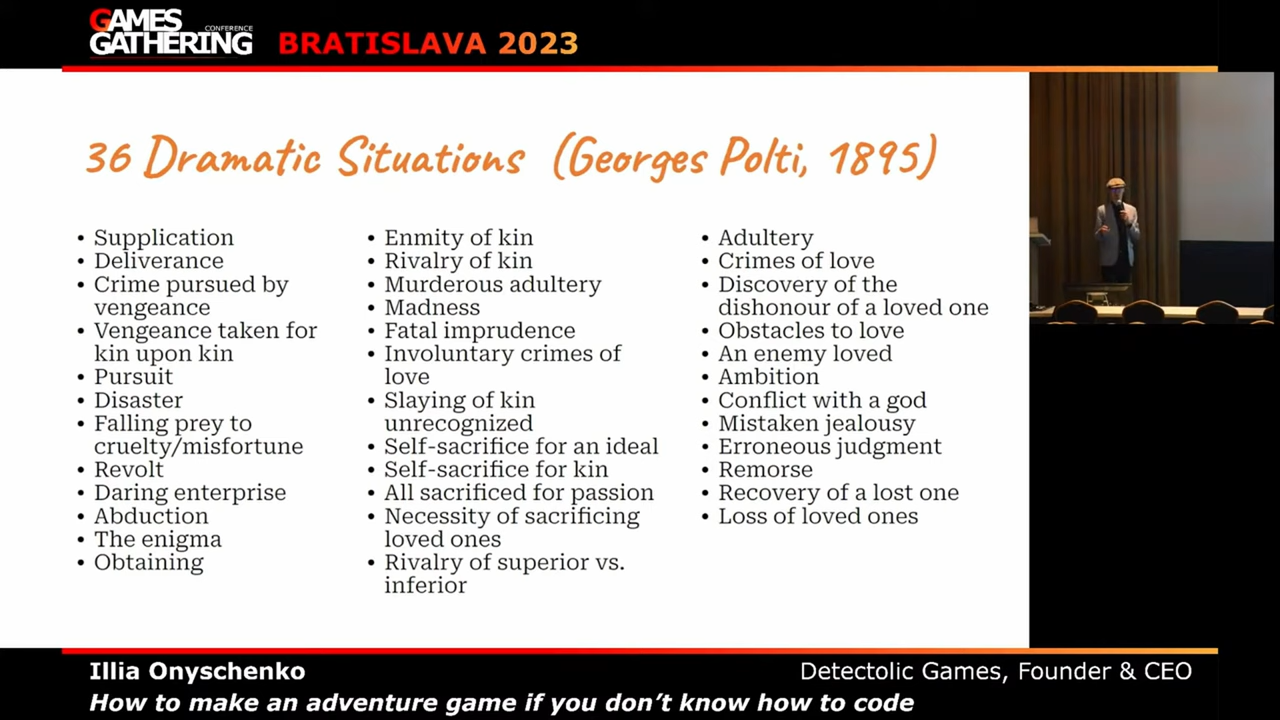 GAMES
CONFERENCE
GATHERING
BRATISLAVA 2023
36 Dramatic Situations (Georges Polti, 1895)
• Supplication
• Deliverance
• Crime pursued by
vengeance
• Vengeance taken for
kin upon kin
• Pursuit
• Disaster
• Falling prey to
cruelty/misfortune
• Revolt
• Daring enterprise
• Abduction
• The enigma
• Obtaining
• Enmity of kin
• Rivalry of kin
• Murderous adultery
• Madness
• Fatal imprudence
• Involuntary crimes of
love
• Slaying of kin
unrecognized
• Self-sacrifice for an ideal
• Self-sacrifice for kin
• All sacrificed for passion
• Necessity of sacrificing
loved ones
• Rivalry of superior vs.
inferior
• Adultery
• Crimes of love
• Discovery of the
dishonour of a loved one
• Obstacles to love
• An enemy loved
• Ambition
• Conflict with a god
• Mistaken jealousy
• Erroneous judgment
• Remorse
• Recovery of a lost one
• Loss of loved ones
Illia Onyschenko
Detectolic Games, Founder & CEO
How to make an adventure game if you don’t know how to code